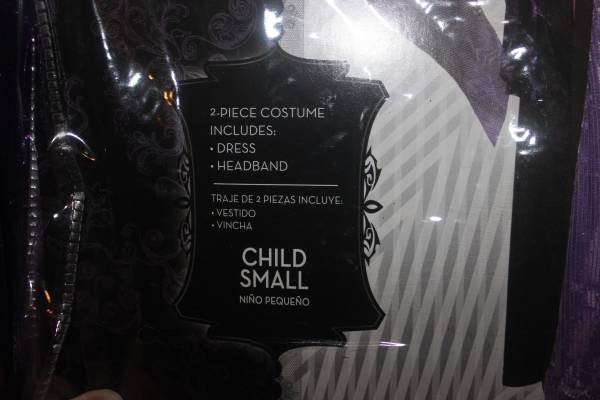 2-PIECE COSTUME
INCLUDES:
• DRESS
• HEADBAND
TRAJE DE 2 PIEZAS INCLUYE:
• VESTIDO
• VINCHA
CHILD
SMALL
NIÑO PEQUEÑO